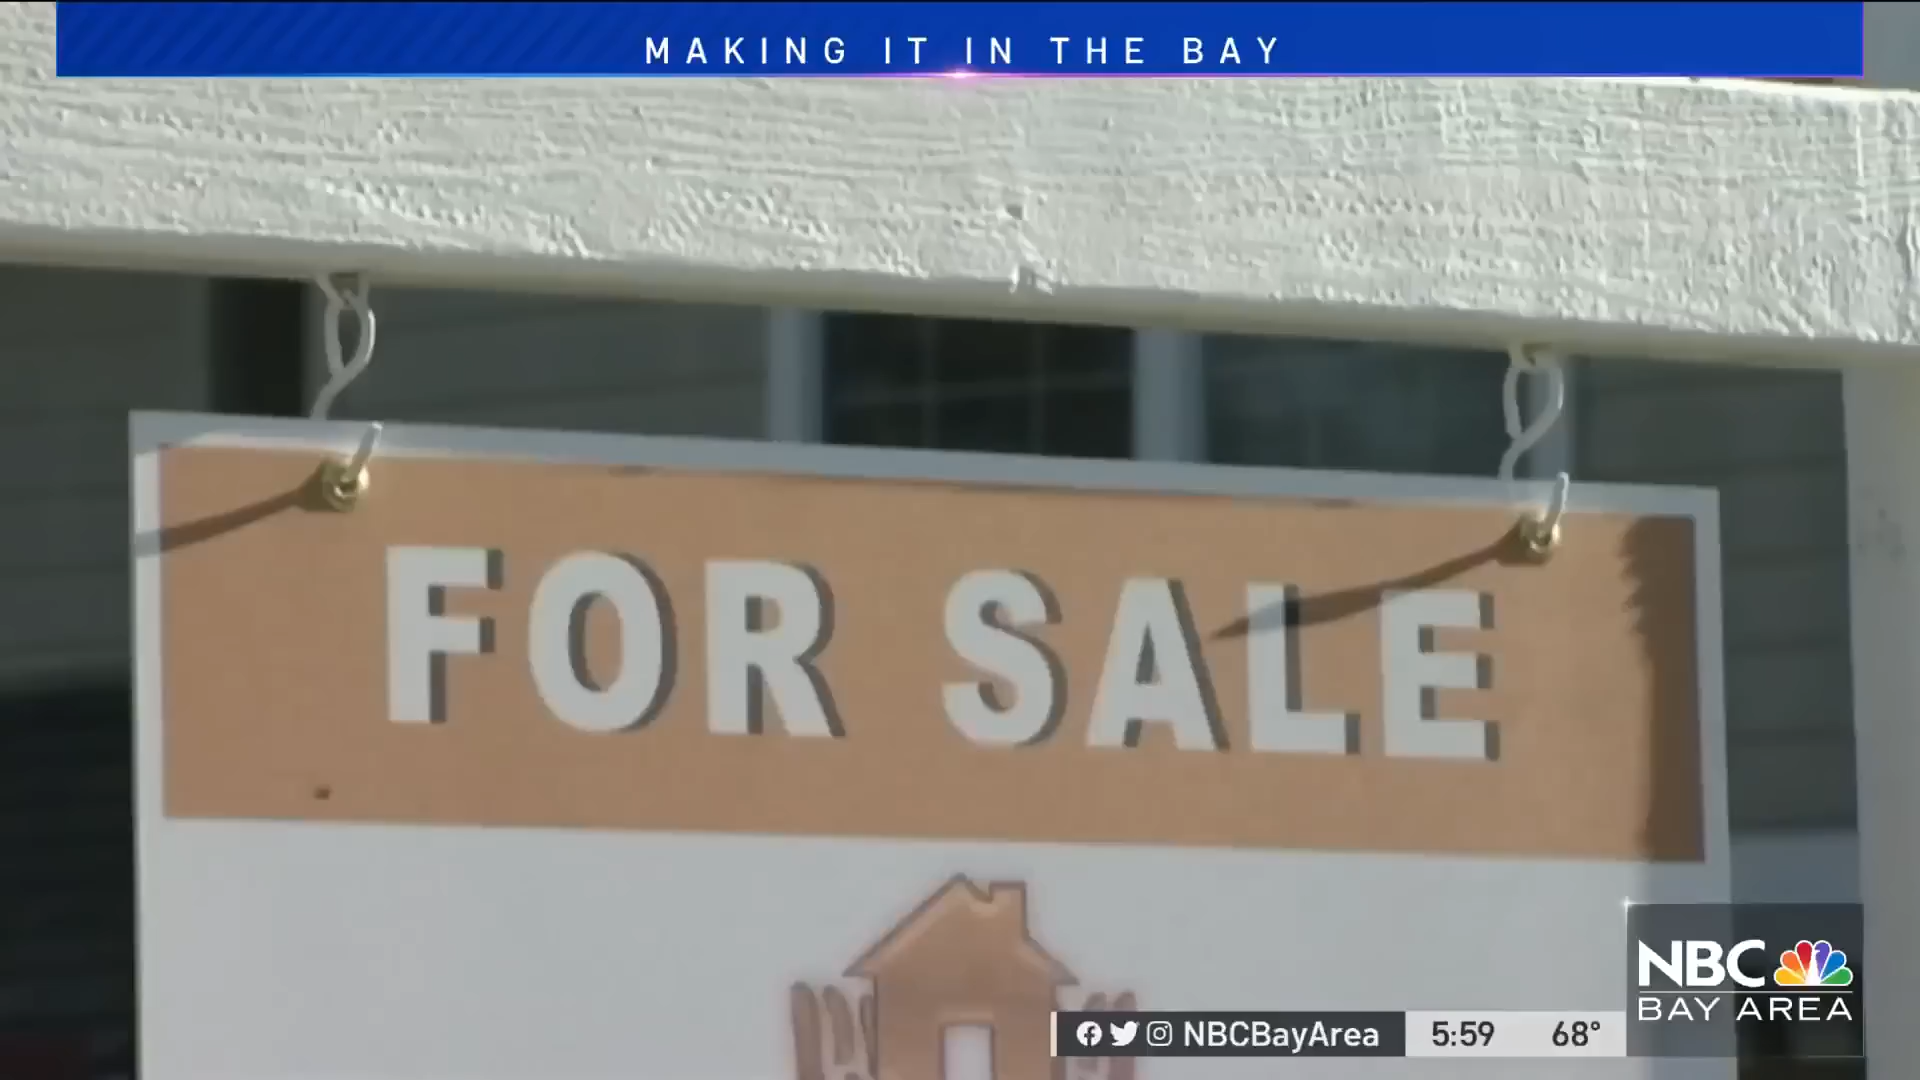 MAKING IT IN THE BAY
FOR SALE
NBC
BAY AREA
NBCBayArea
5:59 68°